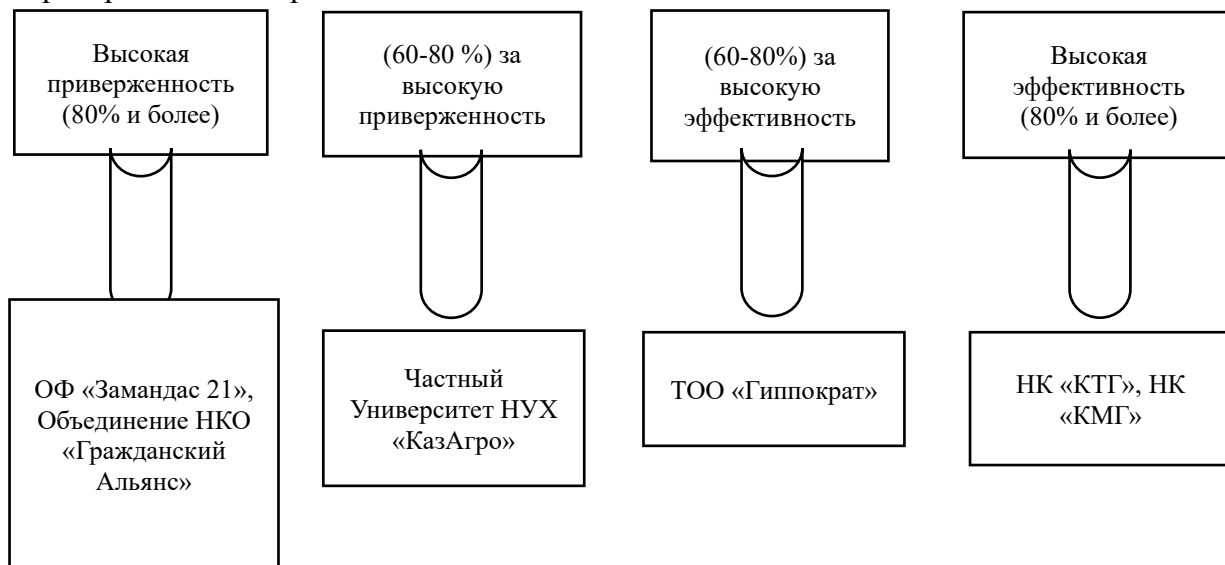 Высокая
приверженность
(80% и более)
(60-80 %) за
высокую
приверженность
(60-80%) за
высокую
эффективность
Высокая
эффективность
(80% и более)
ОФ «Замандас 21»,
Объединение НКО
«Гражданский
Альянс»
Частный
Университет НУХ
«КазАгро»
ТОО «Гиппократ»
НК «КТГ», НК
«КМГ»